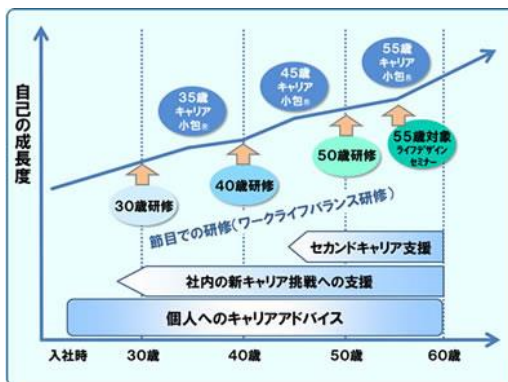 自己の成長度
35歳
キャリア
小包®
45歳
キャリア
小包®
55歳
キャリア
小包®
30歳研修
40歳研修
50歳研修
55歳対象
ライフデザイン
セミナー
節目での研修(ワークライフバランス研修)
セカンドキャリア支援
社内の新キャリア挑戦への支援
個人へのキャリアアドバイス
入社時 30歳 40歳 50歳 60歳